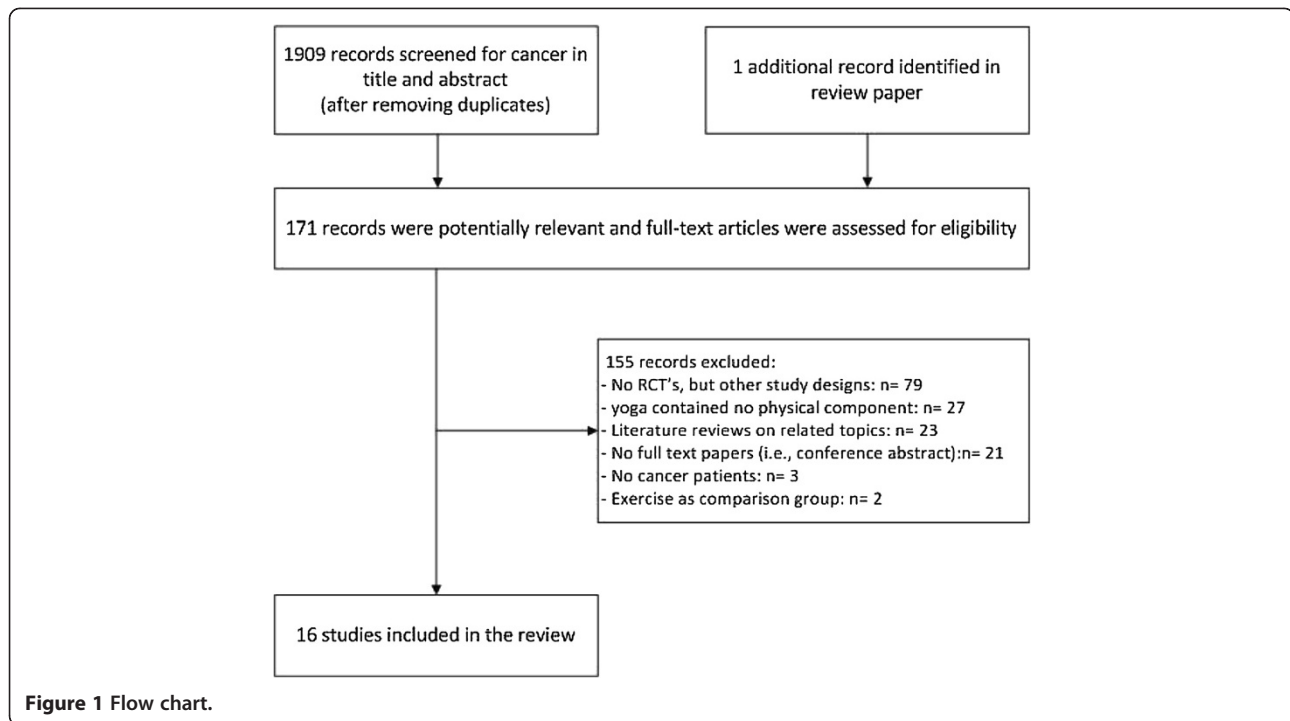 1909 records screened for cancer in
title and abstract
(after removing duplicates)
1 additional record identified in
review paper
171 records were potentially relevant and full-text articles were assessed for eligibility
155 records excluded:
- No RCT's, but other study designs: n= 79
- yoga contained no physical component: n= 27
- Literature reviews on related topics: n= 23
- No full text papers (i.e., conference abstract):n= 21
- No cancer patients: n= 3
- Exercise as comparison group: n= 2
16 studies included in the review
Figure 1 Flow chart.